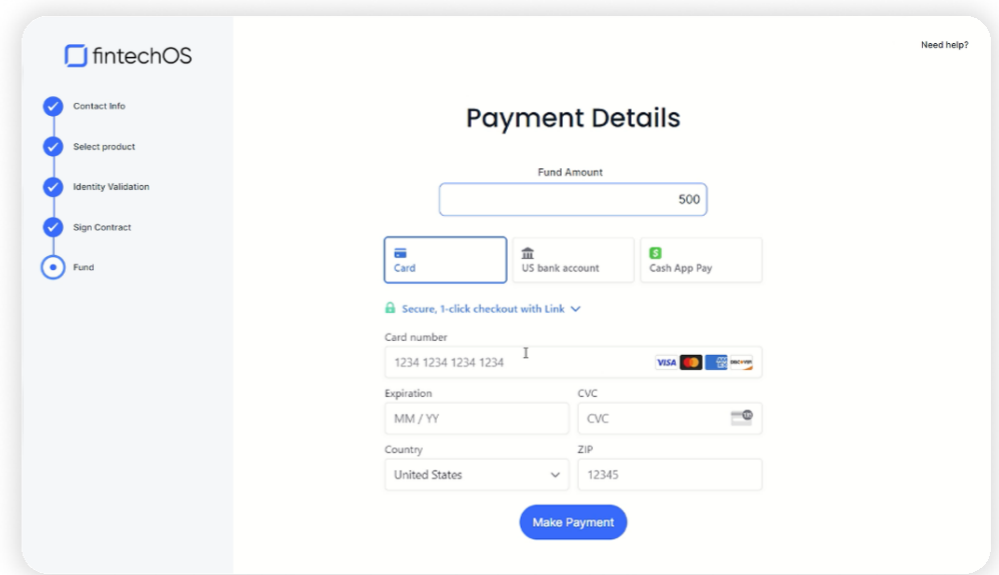 fintechOS
Need help?
Contact Info
Select product
Identity Validation
Sign Contract
Fund
Payment Details
Fund Amount
500
Card
US bank account
Cash App Pay
Secure, 1-click checkout with Link
Card number
1234 1234 1234 1234
VISA
DISCOVER
Expiration
CVC
MM / YY
CVC
Country
ZIP
United States
12345
Make Payment